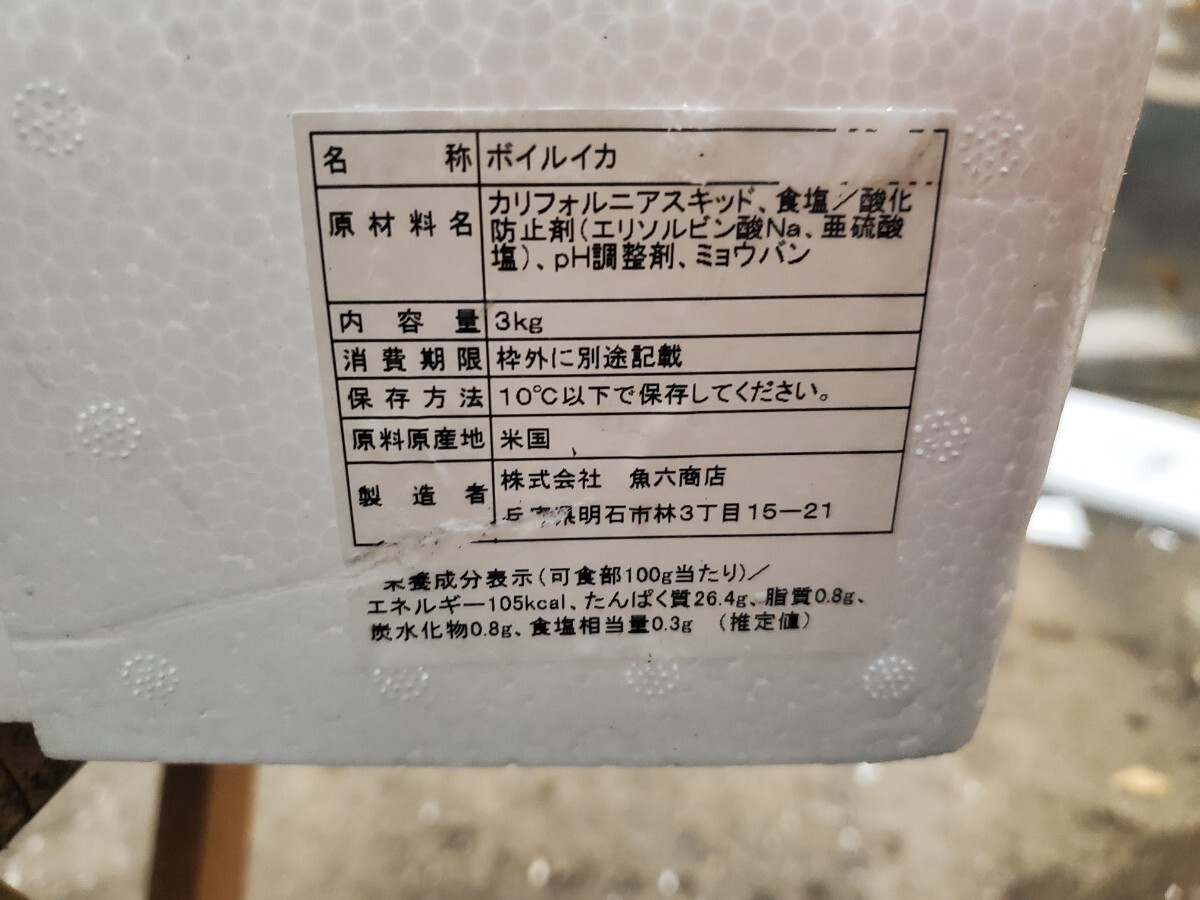 名称 ボイルイカ
原材料名 カリフォルニアスキッド、食塩／酸化
防止剤(エリソルビン酸Na、亜硫酸
塩)、pH調整剤、ミョウバン
内容量 3kg
消費期限 枠外に別途記載
保存方法 10℃以下で保存してください。
原料原産地 米国
製造者 株式会社 魚六商店
兵庫県明石市林3丁目15－21
栄養成分表示(可食部100g当たり)／
エネルギー105kcal、たんぱく質26.4g、脂質0.8g、
炭水化物0.8g、食塩相当量0.3g (推定値)